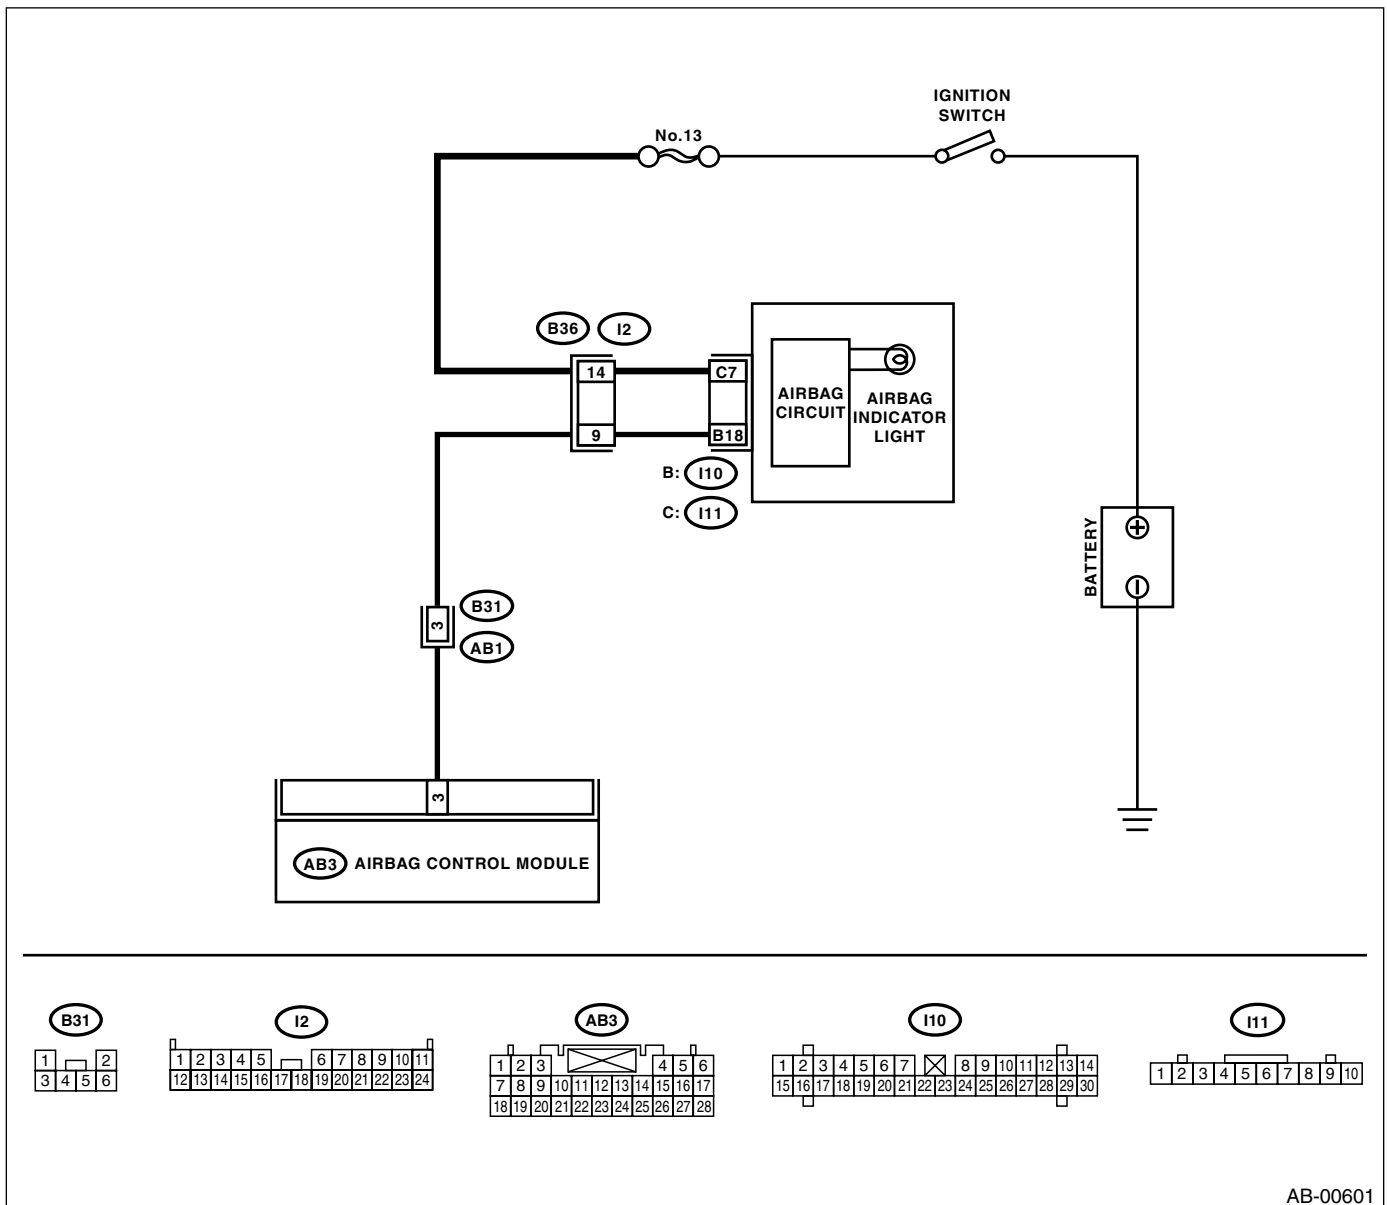 IGNITION
SWITCH
No.13
B36 I2
14
C7
AIRBAG
CIRCUIT
AIRBAG
INDICATOR
LIGHT
9
B18
B: I10
C: I11
BATTERY
B31
3
AB1
3
AB3 AIRBAG CONTROL MODULE
B31
1 2
3 4 5 6
I2
1 2 3 4 5 6 7 8 9 10 11
12 13 14 15 16 17 18 19 20 21 22 23 24
AB3
1 2 3 4 5 6
7 8 9 10 11 12 13 14 15 16 17
18 19 20 21 22 23 24 25 26 27 28
I10
1 2 3 4 5 6 7 8 9 10 11 12 13 14
15 16 17 18 19 20 21 22 23 24 25 26 27 28 29 30
I11
1 2 3 4 5 6 7 8 9 10
AB-00601